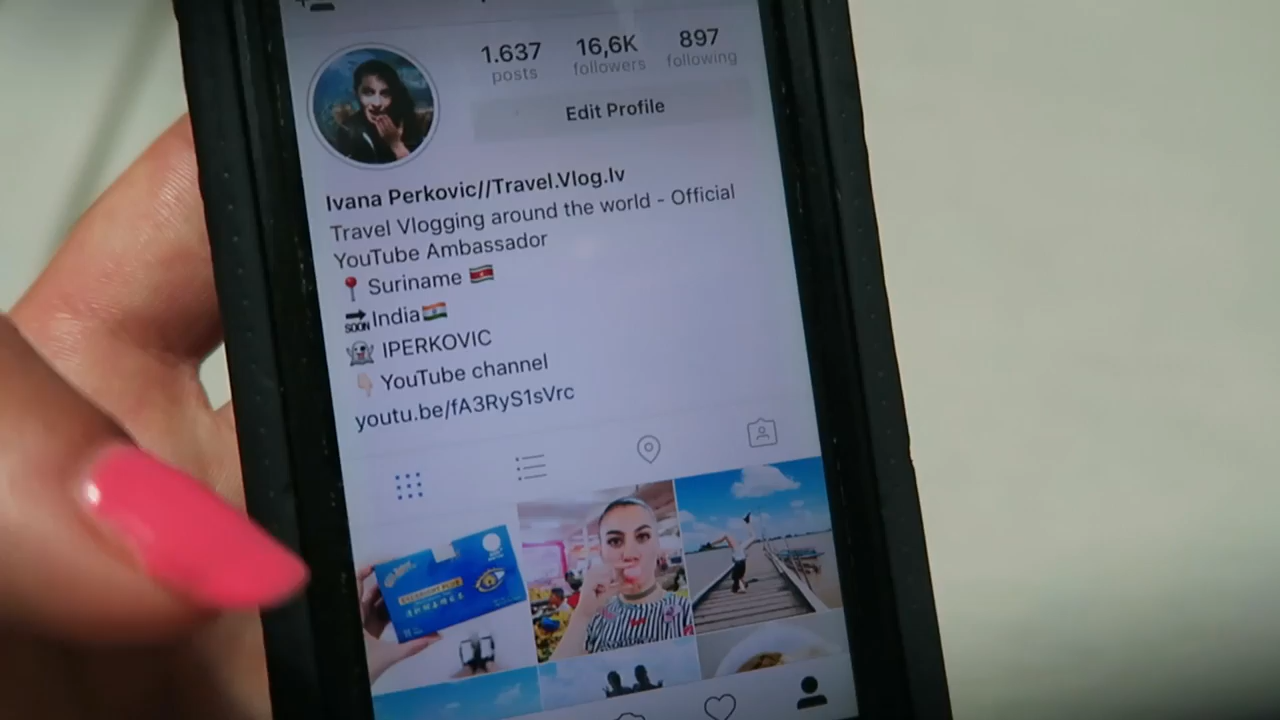 1.637 16,6K 897
posts followers following
Edit Profile
Ivana Perkovic//Travel.Vlog.lv
Travel Vlogging around the world - Official
YouTube Ambassador
Suriname
SOON India
IPERKOVIC
YouTube channel
youtu.be/fA3RyS1sVrc